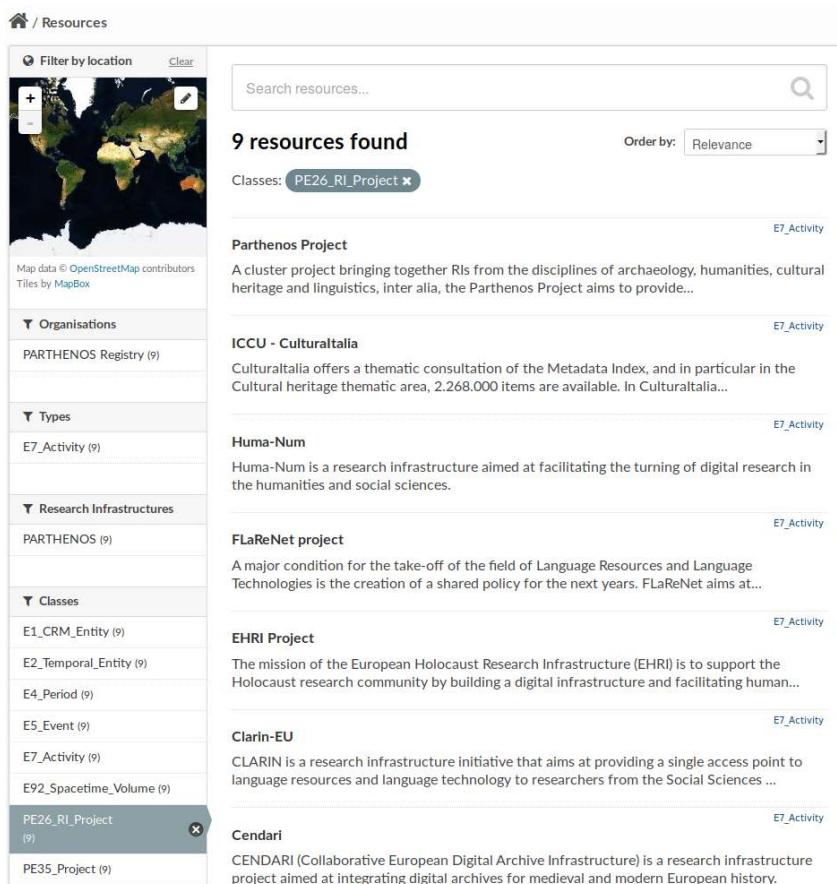 / Resources
Filter by location Clear
+
-
Map data © OpenStreetMap contributors
Tiles by MapBox
Organisations
PARTHENOS Registry (9)
Types
E7_Activity (9)
Research Infrastructures
PARTHENOS (9)
Classes
E1_CRM_Entity (9)
E2_Temporal_Entity (9)
E4_Period (9)
E5_Event (9)
E7_Activity (9)
E92_Spacetime_Volume (9)
PE26_RI_Project
(9)
PE35_Project (9)
Search resources...
9 resources found
Order by: Relevance
Classes: PE26_RI_Project ×
E7_Activity
Parthenos Project
A cluster project bringing together RIs from the disciplines of archaeology, humanities, cultural
heritage and linguistics, inter alia, the Parthenos Project aims to provide...
E7_Activity
ICCU - CulturaItalia
CulturaItalia offers a thematic consultation of the Metadata Index, and in particular in the
Cultural heritage thematic area, 2.268.000 items are available. In CulturaItalia...
E7_Activity
Huma-Num
Huma-Num is a research infrastructure aimed at facilitating the turning of digital research in
the humanities and social sciences.
E7_Activity
FLaReNet project
A major condition for the take-off of the field of Language Resources and Language
Technologies is the creation of a shared policy for the next years. FLaReNet aims at...
E7_Activity
EHRI Project
The mission of the European Holocaust Research Infrastructure (EHRI) is to support the
Holocaust research community by building a digital infrastructure and facilitating human...
E7_Activity
Clarin-EU
CLARIN is a research infrastructure initiative that aims at providing a single access point to
language resources and language technology to researchers from the Social Sciences ...
E7_Activity
Cendari
CENDARI (Collaborative European Digital Archive Infrastructure) is a research infrastructure
project aimed at integrating digital archives for medieval and modern European history.